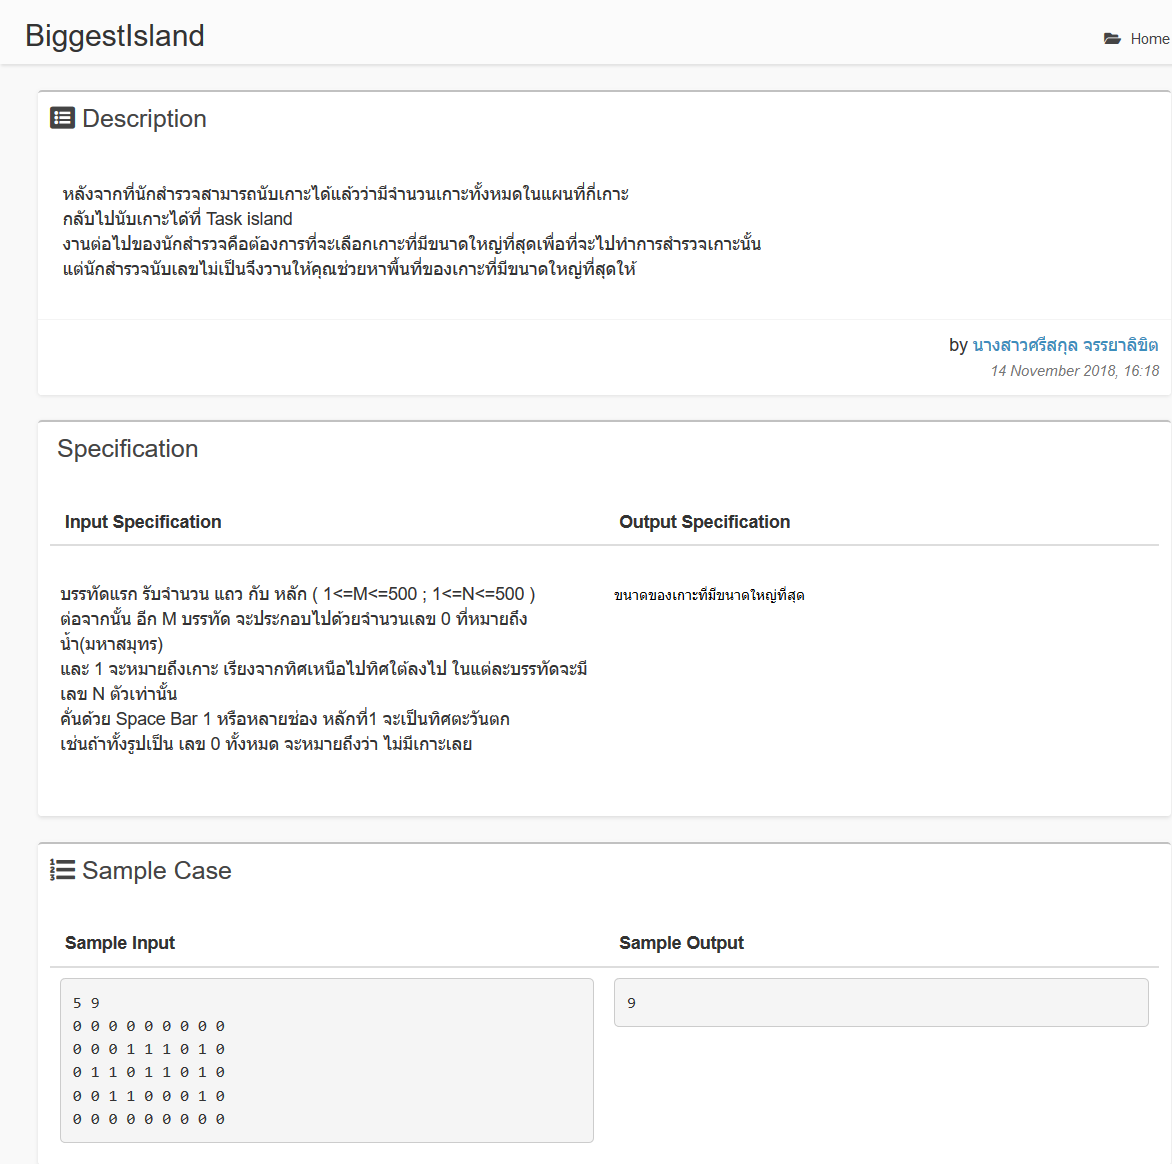 BiggestIsland
Home
Description
หลังจากที่นักสำรวจสามารถนับเกาะได้แล้วว่ามีจำนวนเกาะทั้งหมดในแผนที่กี่เกาะ
กลับไปนับเกาะได้ที่ Task island
งานต่อไปของนักสำรวจคือต้องการที่จะเลือกเกาะที่มีขนาดใหญ่ที่สุดเพื่อที่จะไปทำการสำรวจเกาะนั้น
แต่นักสำรวจนับเลขไม่เป็นจึงวานให้คุณช่วยหาพื้นที่ของเกาะที่มีขนาดใหญ่ที่สุดให้
by นางสาวศรีสกุล จรรยาลิขิต
14 November 2018, 16:18
Specification
Input Specification
บรรทัดแรก รับจำนวน แถว กับ หลัก ( 1<=M<=500 ; 1<=N<=500 )
ต่อจากนั้น อีก M บรรทัด จะประกอบไปด้วยจำนวนเลข 0 ที่หมายถึง
น้ำ(มหาสมุทร)
และ 1 จะหมายถึงเกาะ เรียงจากทิศเหนือไปทิศใต้ลงไป ในแต่ละบรรทัดจะมี
เลข N ตัวเท่านั้น
คั่นด้วย Space Bar 1 หรือหลายช่อง หลักที่1 จะเป็นทิศตะวันตก
เช่นถ้าทั้งรูปเป็น เลข 0 ทั้งหมด จะหมายถึงว่า ไม่มีเกาะเลย
Output Specification
ขนาดของเกาะที่มีขนาดใหญ่ที่สุด
Sample Case
Sample Input
5 9
0 0 0 0 0 0 0 0 0
0 0 0 1 1 1 0 1 0
0 1 1 0 1 1 0 1 0
0 0 1 1 0 0 0 1 0
0 0 0 0 0 0 0 0 0
Sample Output
9